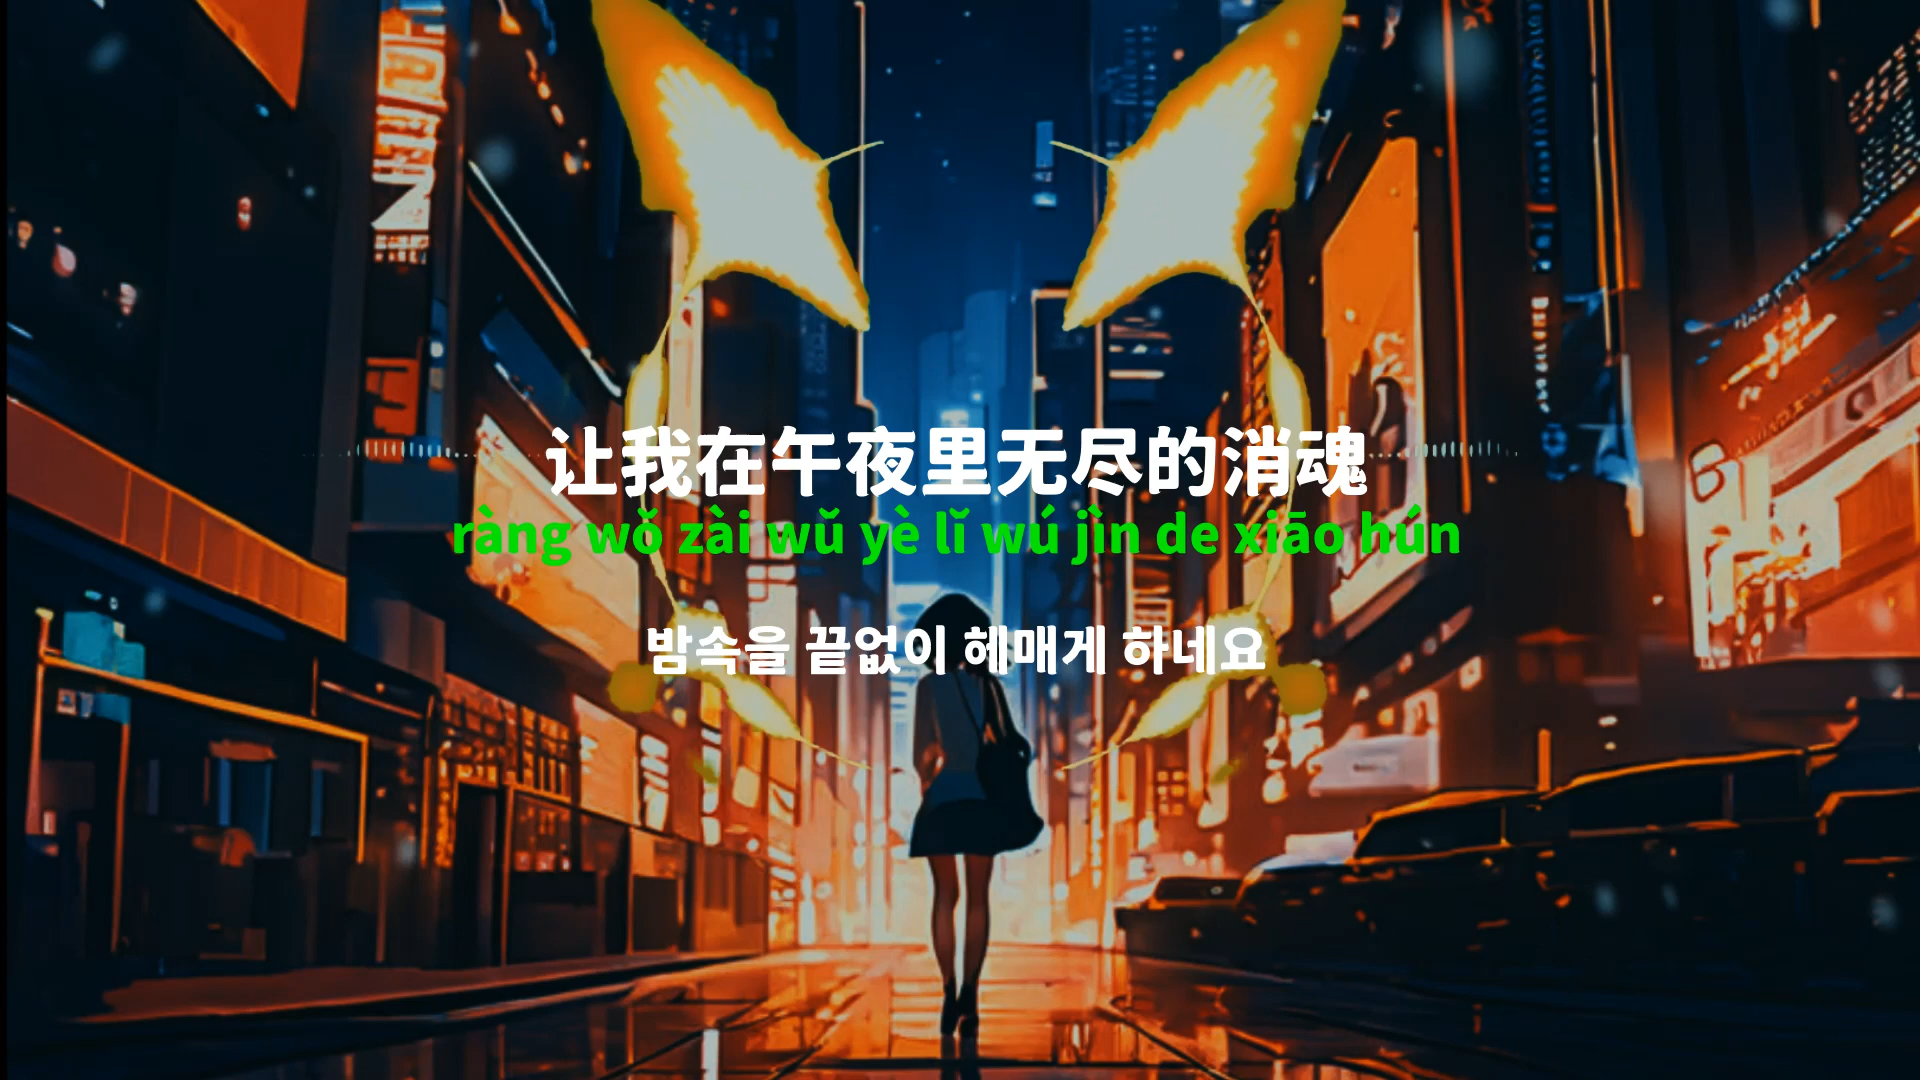 让我在午夜里无尽的消魂
ràng wǒ zài wǔ yè lǐ wú jìn de xiāo hún
밤속을 끝없이 헤매게 하네요